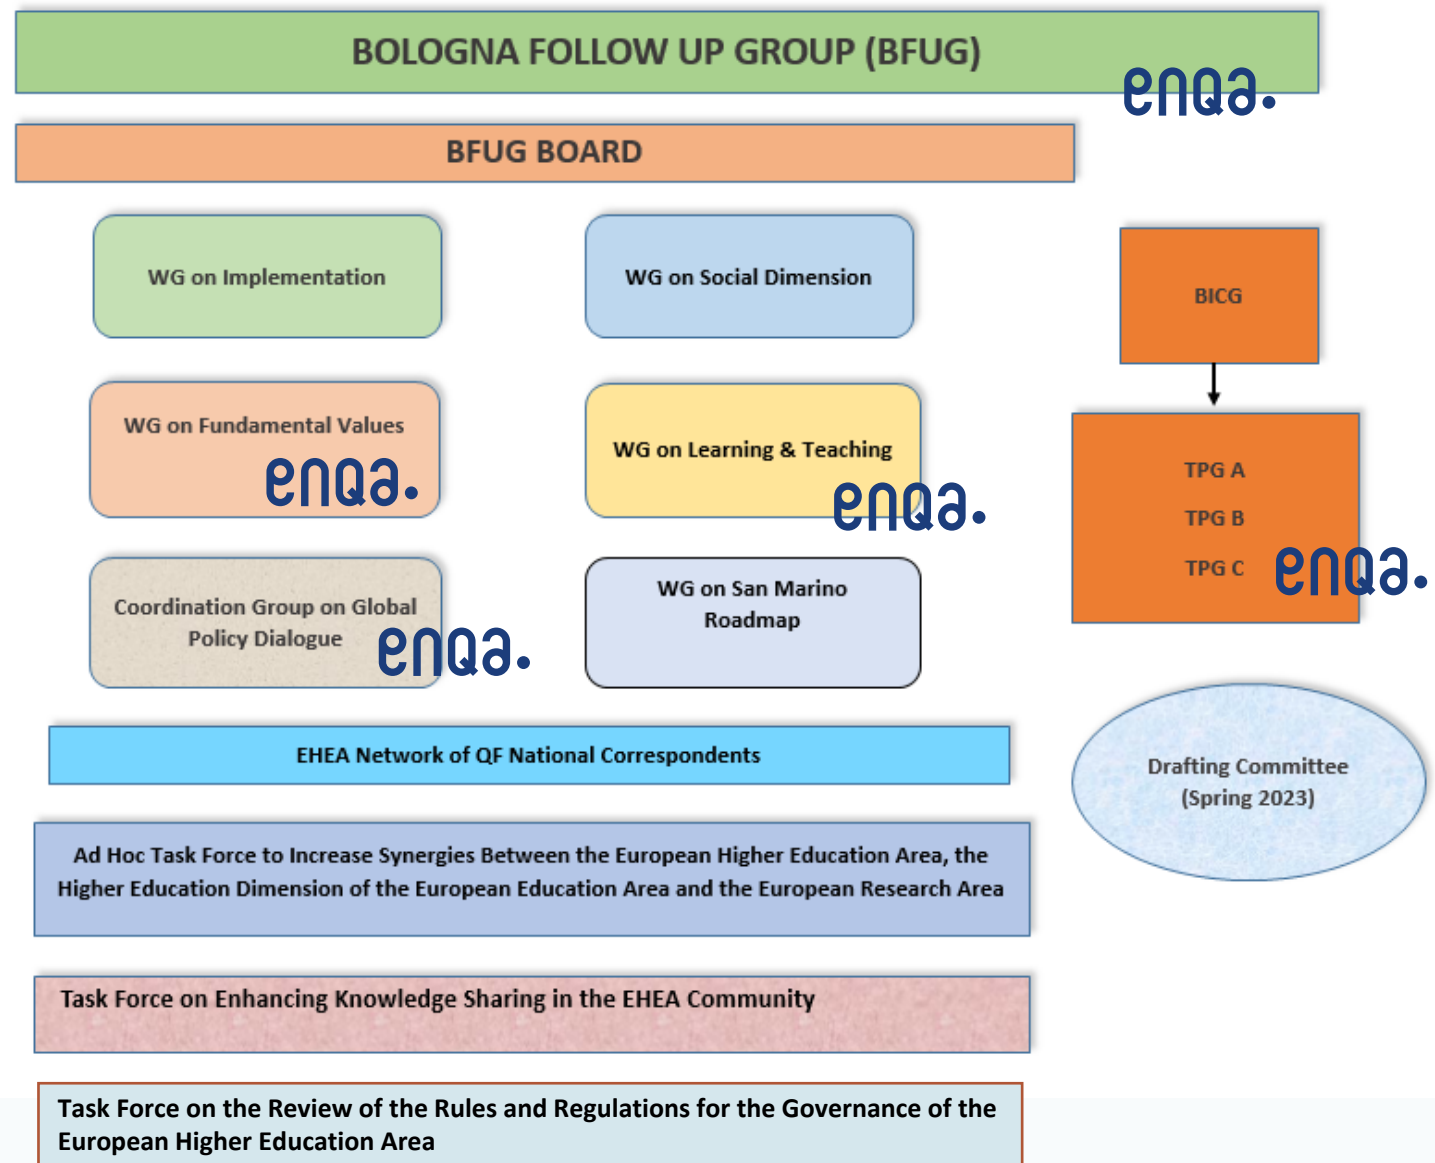 BOLOGNA FOLLOW UP GROUP (BFUG)
enqa.
BFUG BOARD
WG on Implementation
WG on Social Dimension
BICG
WG on Fundamental Values
enqa.
WG on Learning & Teaching
enqa.
TPG A
TPG B
TPG C
enqa.
Coordination Group on Global
Policy Dialogue
enqa.
WG on San Marino
Roadmap
EHEA Network of QF National Correspondents
Drafting Committee
(Spring 2023)
Ad Hoc Task Force to Increase Synergies Between the European Higher Education Area, the
Higher Education Dimension of the European Education Area and the European Research Area
Task Force on Enhancing Knowledge Sharing in the EHEA Community
Task Force on the Review of the Rules and Regulations for the Governance of the
European Higher Education Area